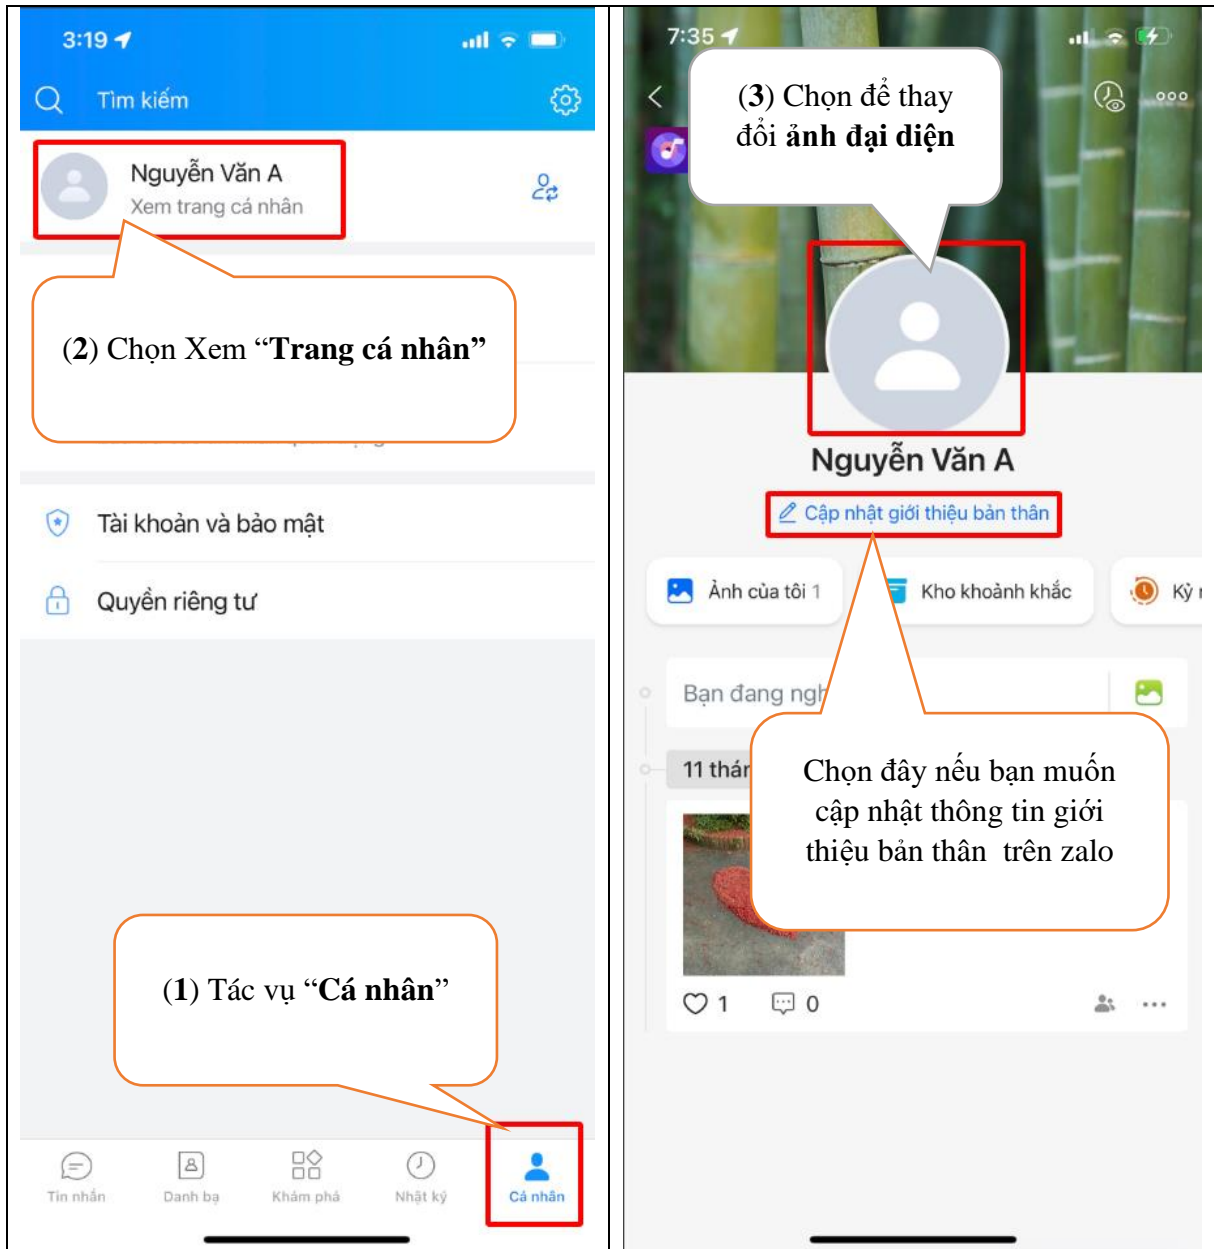 3:19
Tìm kiếm
Nguyễn Văn A
Xem trang cá nhân
(2) Chọn Xem “Trang cá nhân”
Tài khoản và bảo mật
Quyền riêng tư
(1) Tác vụ “Cá nhân”
Tin nhắn
Danh bạ
Khám phá
Nhật ký
Cá nhân
7:35
(3) Chọn để thay
đổi ảnh đại diện
Nguyễn Văn A
Cập nhật giới thiệu bản thân
Ảnh của tôi 1
Kho khoảnh khắc
Kỷ
Bạn đang
11
Chọn đây nếu bạn muốn
cập nhật thông tin giới
thiệu bản thân trên zalo
1
0